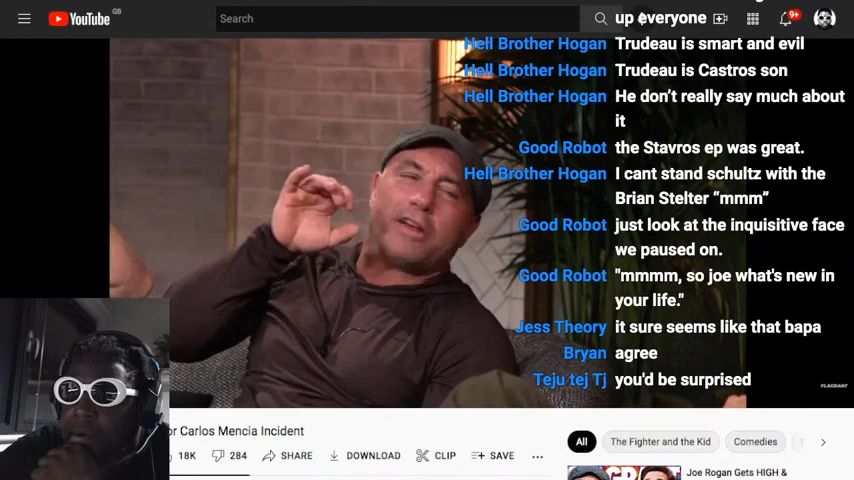 YouTube GB
Search
9+
up everyone
Hell Brother Hogan Trudeau is smart and evil
Hell Brother Hogan Trudeau is Castros son
Hell Brother Hogan He don't really say much about
it
Good Robot the Stavros ep was great.
Hell Brother Hogan I cant stand schultz with the
Brian Stelter “mmm”
Good Robot just look at the inquisitive face
we paused on.
Good Robot "mmmm, so joe what's new in
your life."
Jess Theory it sure seems like that bapa
Bryan agree
Teju tej Tj you'd be surprised
FLAGRANT
or Carlos Mencia Incident
18K 284 SHARE DOWNLOAD CLIP SAVE
All The Fighter and the Kid Comedies
Joe Rogan Gets HIGH &